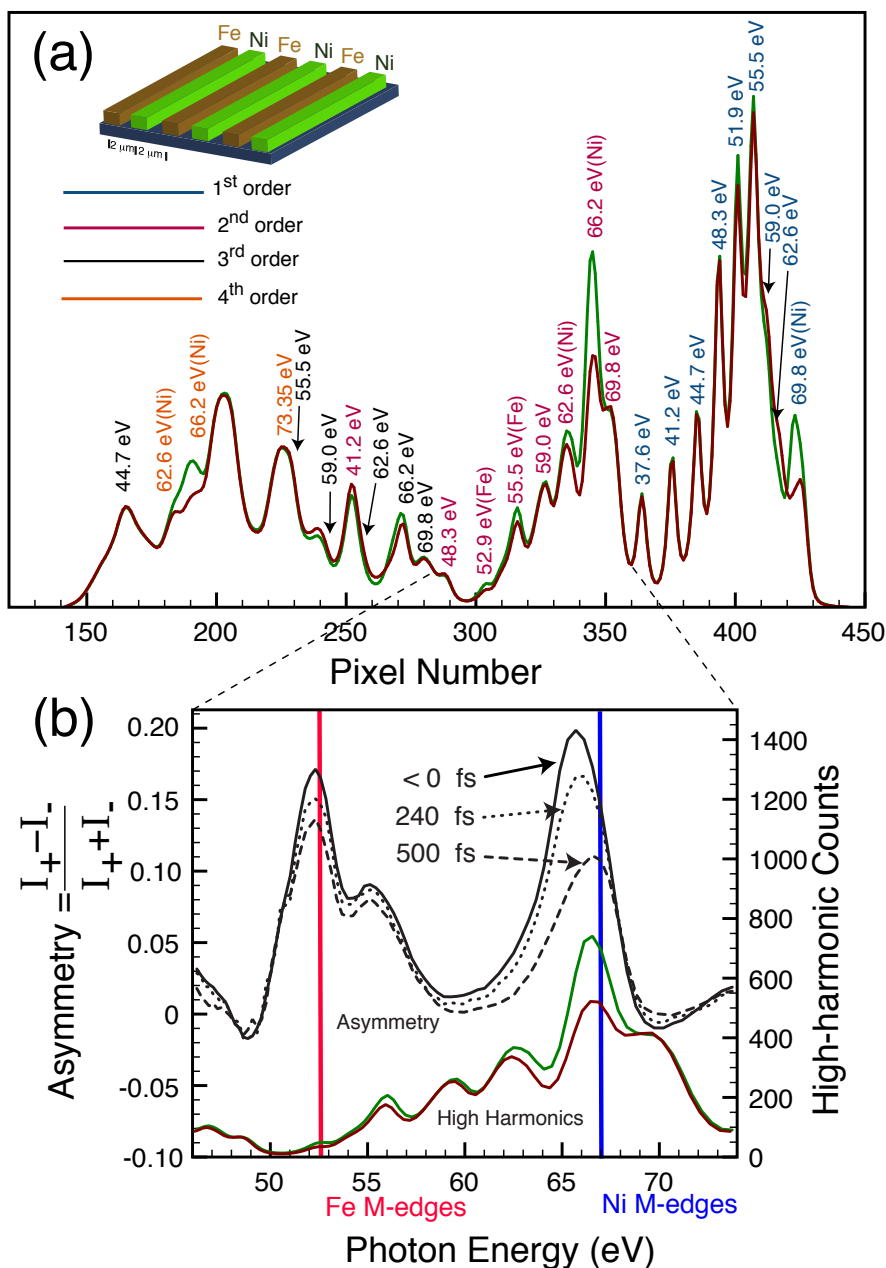 (a)
Fe Ni Fe Ni Fe Ni
2 μm 2 μm
1st order
2nd order
3rd order
4th order
44.7 eV
62.6 eV(Ni)
66.2 eV(Ni)
73.35 eV
55.5 eV
59.0 eV
41.2 eV
62.6 eV
66.2 eV
69.8 eV
48.3 eV
52.9 eV(Fe)
55.5 eV(Fe)
59.0 eV
62.6 eV(Ni)
66.2 eV(Ni)
69.8 eV
37.6 eV
41.2 eV
44.7 eV
48.3 eV
51.9 eV
55.5 eV
59.0 eV
62.6 eV
69.8 eV(Ni)
150 200 250 300 350 400 450
Pixel Number
(b)
Asymmetry = I+−I- / I++I-
0.20
0.15
0.10
0.05
0
-0.05
-0.10
< 0 fs
240 fs
500 fs
Asymmetry
High Harmonics
1400
1200
1000
800
600
400
200
0
High-harmonic Counts
50 55 60 65 70
Fe M-edges
Ni M-edges
Photon Energy (eV)